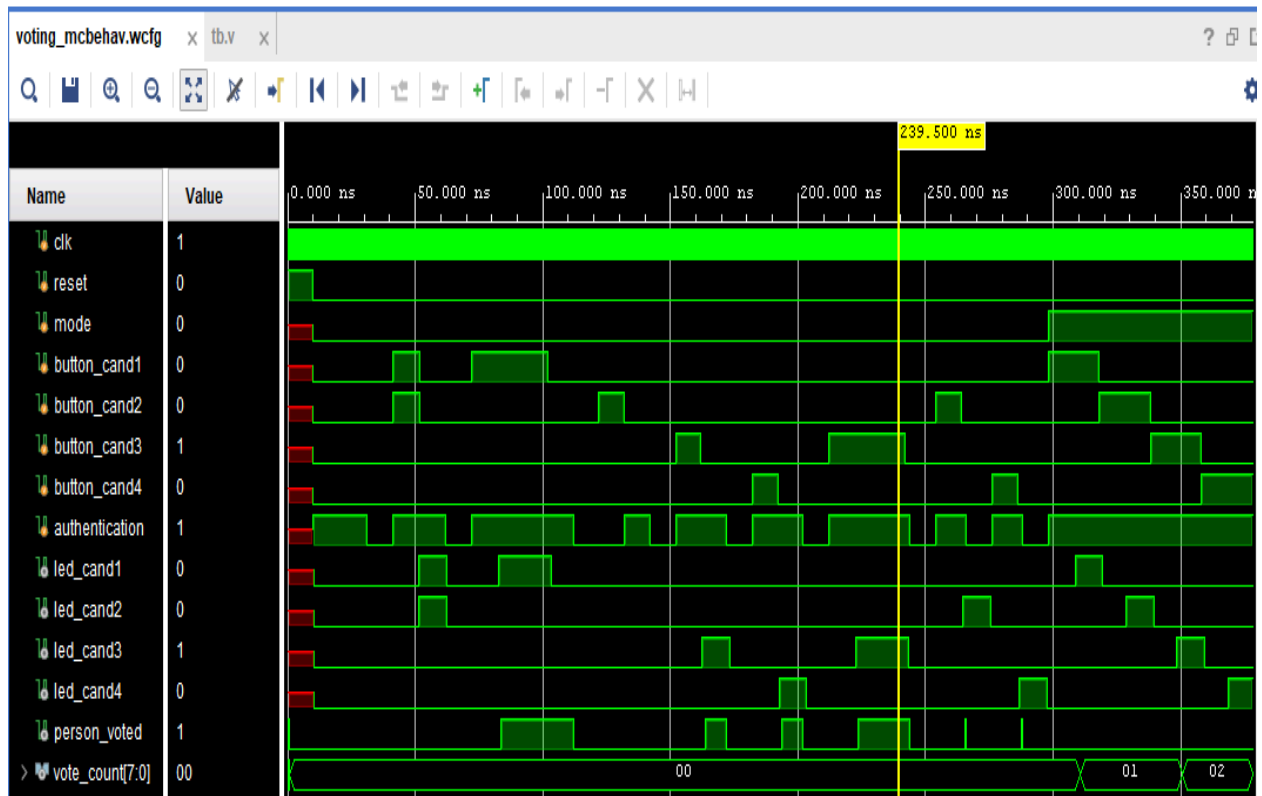 voting_mcbehav.wcfg × tb.v × ?
239.500 ns
Name Value 0.000 ns 50.000 ns 100.000 ns 150.000 ns 200.000 ns 250.000 ns 300.000 ns 350.000 n
clk 1
reset 0
mode 0
button_cand1 0
button_cand2 0
button_cand3 1
button_cand4 0
authentication 1
led_cand1 0
led_cand2 0
led_cand3 1
led_cand4 0
person_voted 1
vote_count[7:0] 00 00 01 02